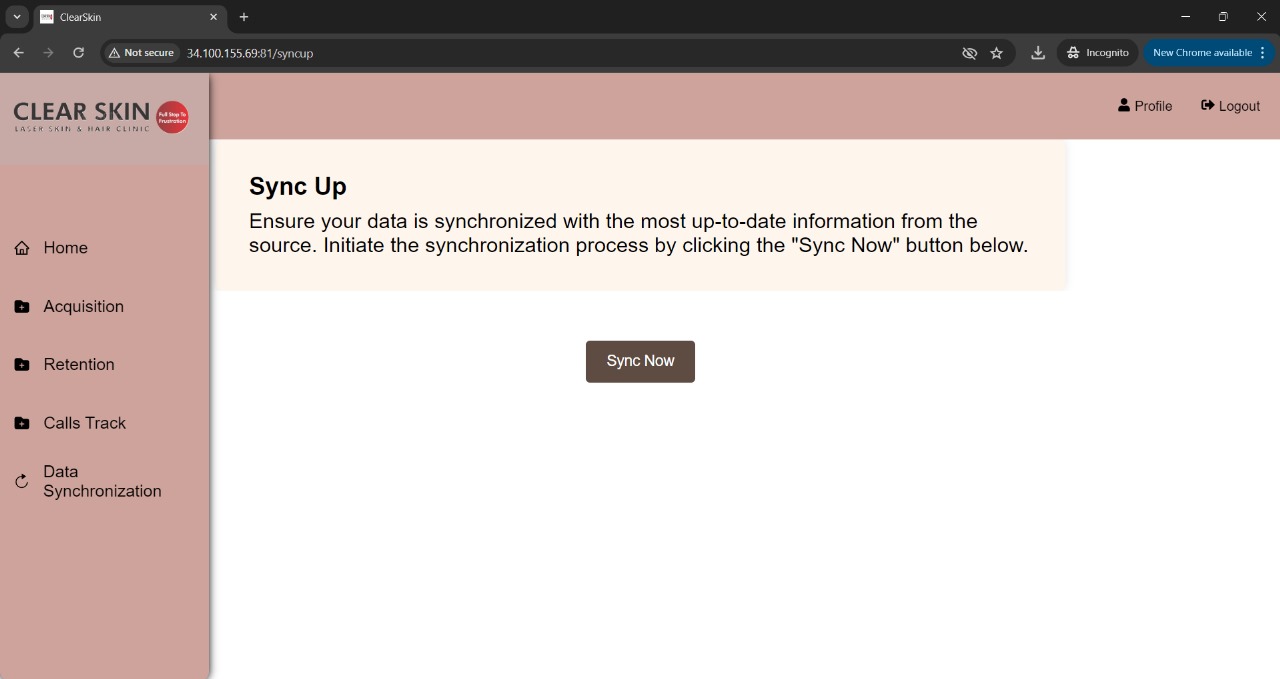 ClearSkin
Not secure
34.100.155.69:81/syncup
Incognito
New Chrome available
CLEAR SKIN
LASER SKIN & HAIR CLINIC
Full Stop To
Frustration
Profile
Logout
Home
Acquisition
Retention
Calls Track
Data
Synchronization
Sync Up
Ensure your data is synchronized with the most up-to-date information from the
source. Initiate the synchronization process by clicking the "Sync Now" button below.
Sync Now